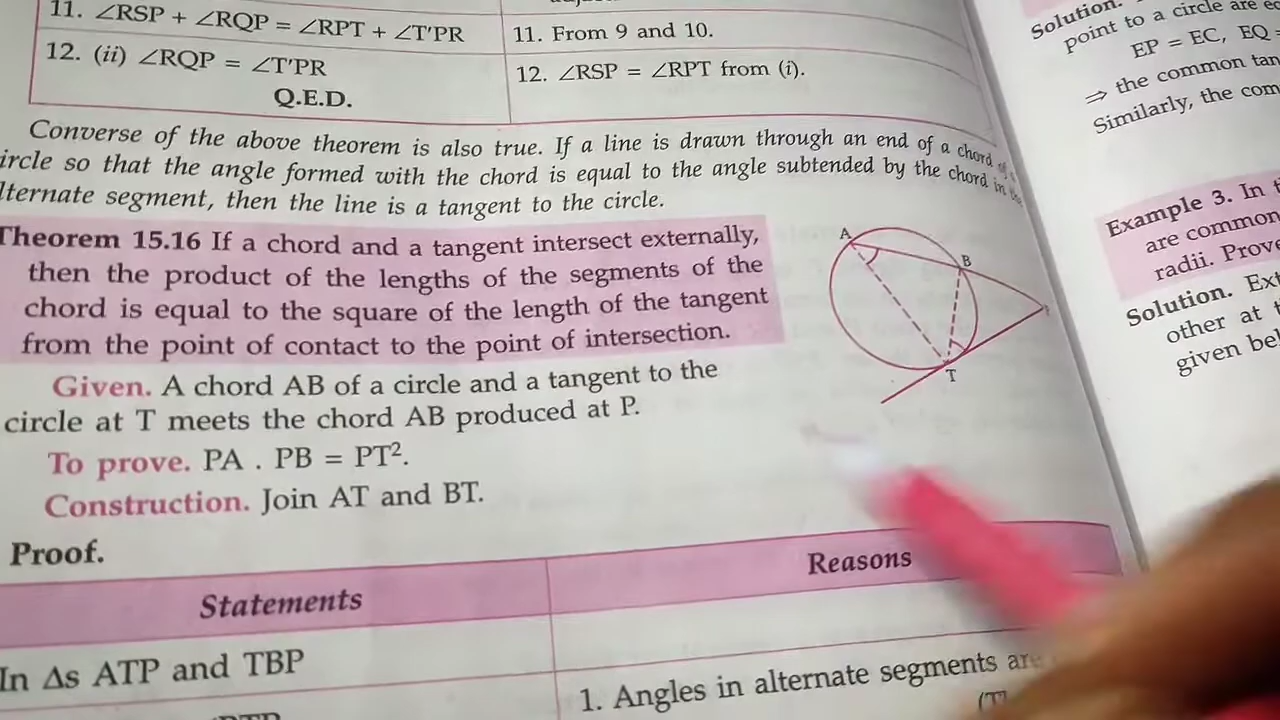 11. ∠RSP + ∠RQP = ∠RPT + ∠T′PR
11. From 9 and 10.
12. (ii) ∠RQP = ∠T′PR
12. ∠RSP = ∠RPT from (i).
Q.E.D.
Converse of the above theorem is also true. If a line is drawn through an end of a chord
ircle so that the angle formed with the chord is equal to the angle subtended by the chord in
lternate segment, then the line is a tangent to the circle.
Theorem 15.16 If a chord and a tangent intersect externally,
then the product of the lengths of the segments of the
chord is equal to the square of the length of the tangent
from the point of contact to the point of intersection.
A
B
T
Given. A chord AB of a circle and a tangent to the
circle at T meets the chord AB produced at P.
To prove. PA . PB = PT².
Construction. Join AT and BT.
Proof.
Statements
Reasons
In Δs ATP and TBP
1. Angles in alternate segments are
Solution.
point to a circle are
EP = EC, EQ =
⇒ the common tan
Similarly, the com
Example 3. In
are common
radii. Prove
Solution. Ext
other at
given bel